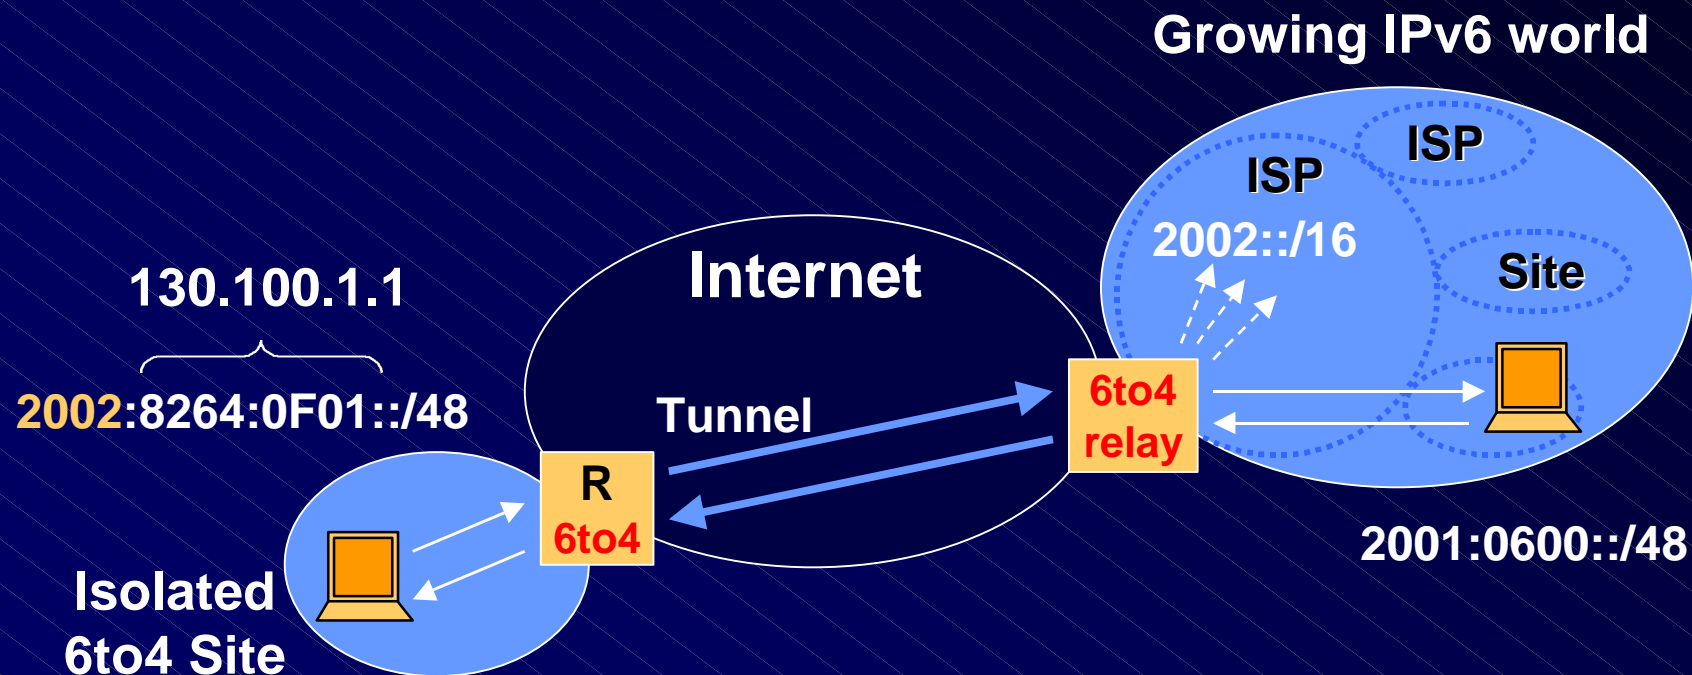 Growing IPv6 world
ISP
ISP
2002::/16
Site
Internet
130.100.1.1
2002:8264:0F01::/48
Tunnel
6to4
relay
R
6to4
2001:0600::/48
Isolated
6to4 Site